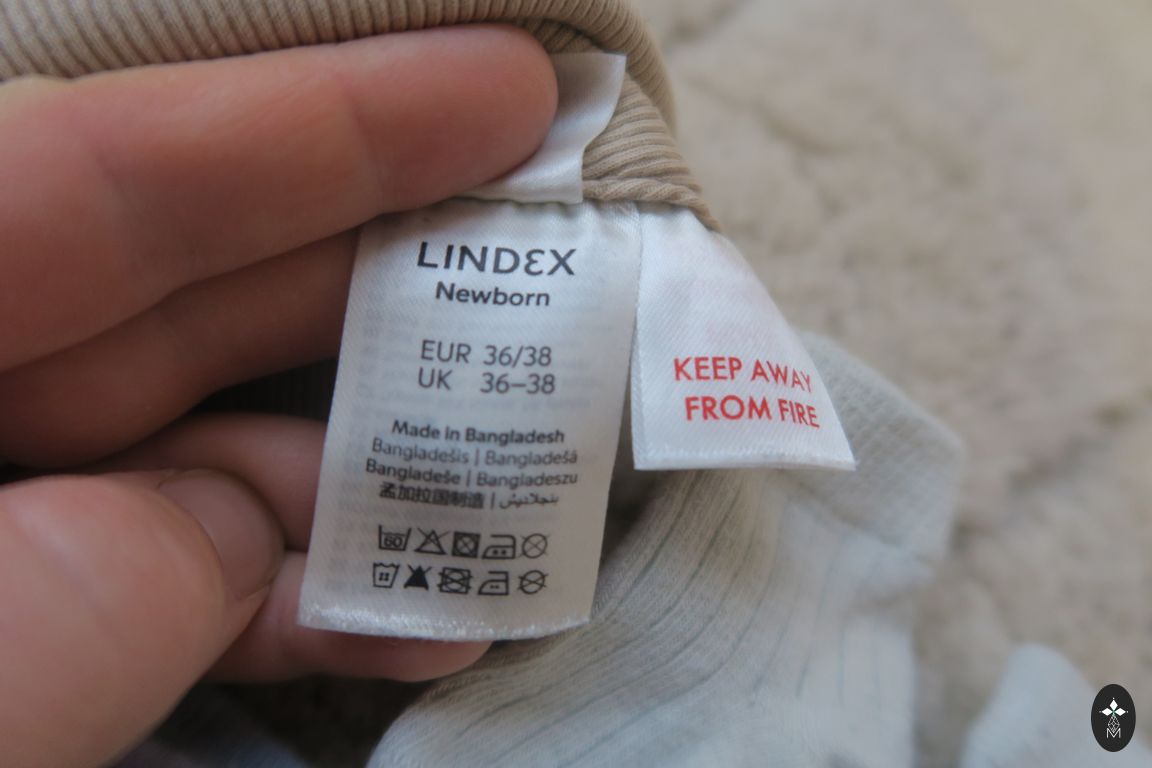 LINDEX
Newborn
EUR 36/38
UK 36–38
Made in Bangladesh
Bangladešis | Bangladešā
Bangladeše | Bangladeszu
孟加拉国制造 | بنجلاديش
60
KEEP AWAY
FROM FIRE
M